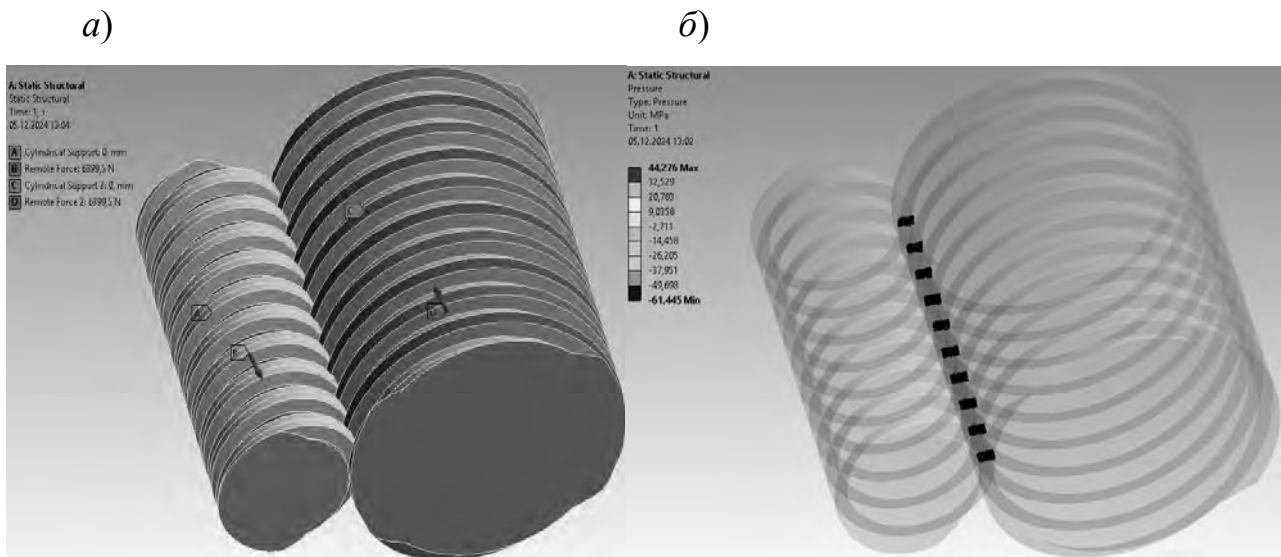 а)
б)
A: Static Structural
Static Structural
Time: 1, s
05.12.2024 13:04
A Cylindrical Support: 0, mm
B Remote Force: 6399,5 N
C Cylindrical Support 2: 0, mm
D Remote Force 2: 6399,5 N
A: Static Structural
Pressure
Type: Pressure
Unit: MPa
Time: 1
05.12.2024 13:02
44,276 Max
32,529
20,783
9,0358
-2,711
-14,458
-26,205
-37,951
-49,698
-61,445 Min
A
B
C
D